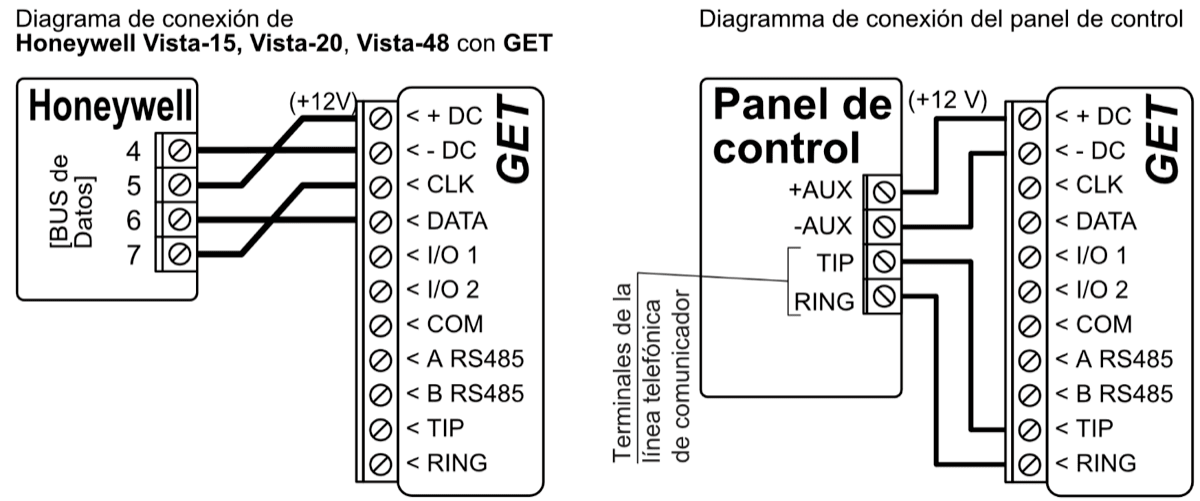 Diagrama de conexión de
Honeywell Vista-15, Vista-20, Vista-48 con GET
Honeywell
(+12V)
[BUS de
Datos]
4
5
6
7
< + DC
< - DC
< CLK
< DATA
< I/O 1
< I/O 2
< COM
< A RS485
< B RS485
< TIP
< RING
GET
Diagramma de conexión del panel de control
Panel de
control
(+12 V)
+AUX
-AUX
TIP
RING
Terminales de la
línea telefónica
de comunicador
< + DC
< - DC
< CLK
< DATA
< I/O 1
< I/O 2
< COM
< A RS485
< B RS485
< TIP
< RING
GET